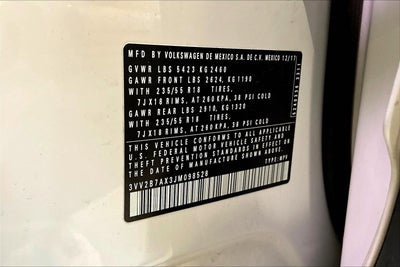 MFD BY VOLKSWAGEN DE MEXICO S.A. DE C.V. MEXICO 12/17
GVWR LBS 5423 KG 2460
GAWR FRONT LBS 2624, KG 1190
WITH 235/55 R18 TIRES,
7JX18 RIMS, AT 260 KPA, 38 PSI COLD
GAWR REAR LBS 2910, KG 1320
WITH 235/55 R18 TIRES,
7JX18 RIMS, AT 260 KPA, 38 PSI COLD
THIS VEHICLE CONFORMS TO ALL APPLICABLE
U.S. FEDERAL MOTOR VEHICLE SAFETY AND
THEFT PREVENTION STANDARDS IN EFFECT ON
THE DATE OF MANUFACTURE SHOWN ABOVE.
3VV2B7AX3JM098528 TYPE: MPV